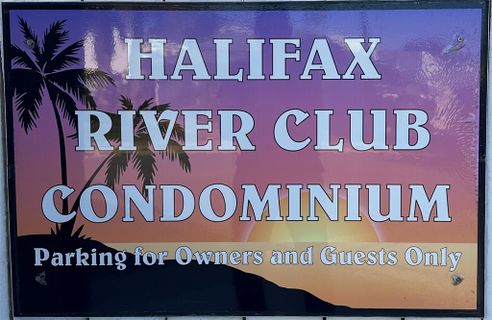 HALIFAX
RIVER CLUB
CONDOMINIUM
Parking for Owners and Guests Only